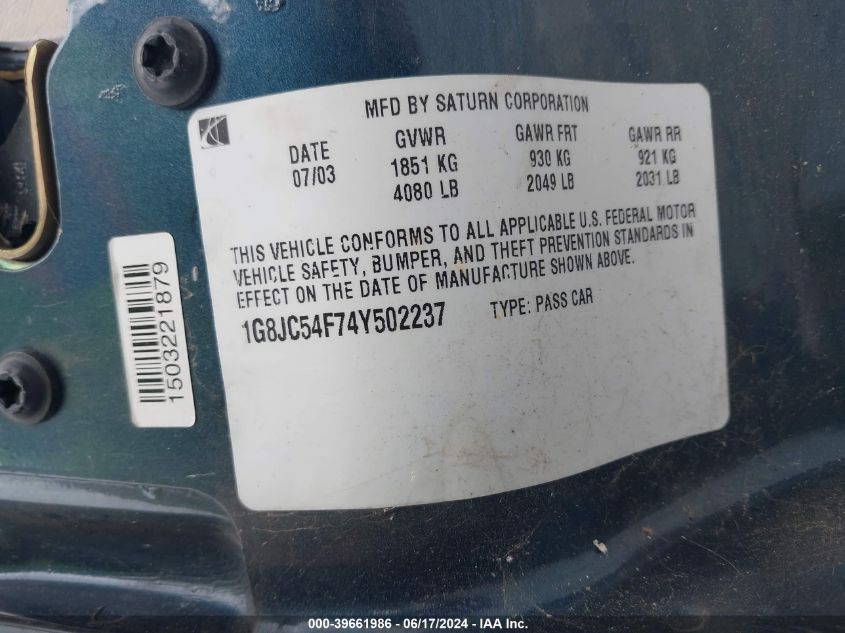 MFD BY SATURN CORPORATION
DATE GVWR GAWR FRT GAWR RR
07/03 1851 KG 930 KG 921 KG
4080 LB 2049 LB 2031 LB
THIS VEHICLE CONFORMS TO ALL APPLICABLE U.S. FEDERAL MOTOR
VEHICLE SAFETY, BUMPER, AND THEFT PREVENTION STANDARDS IN
EFFECT ON THE DATE OF MANUFACTURE SHOWN ABOVE.
1G8JC54F74Y502237 TYPE: PASS CAR
1503221879
000-39661986 - 06/17/2024 - IAA Inc.